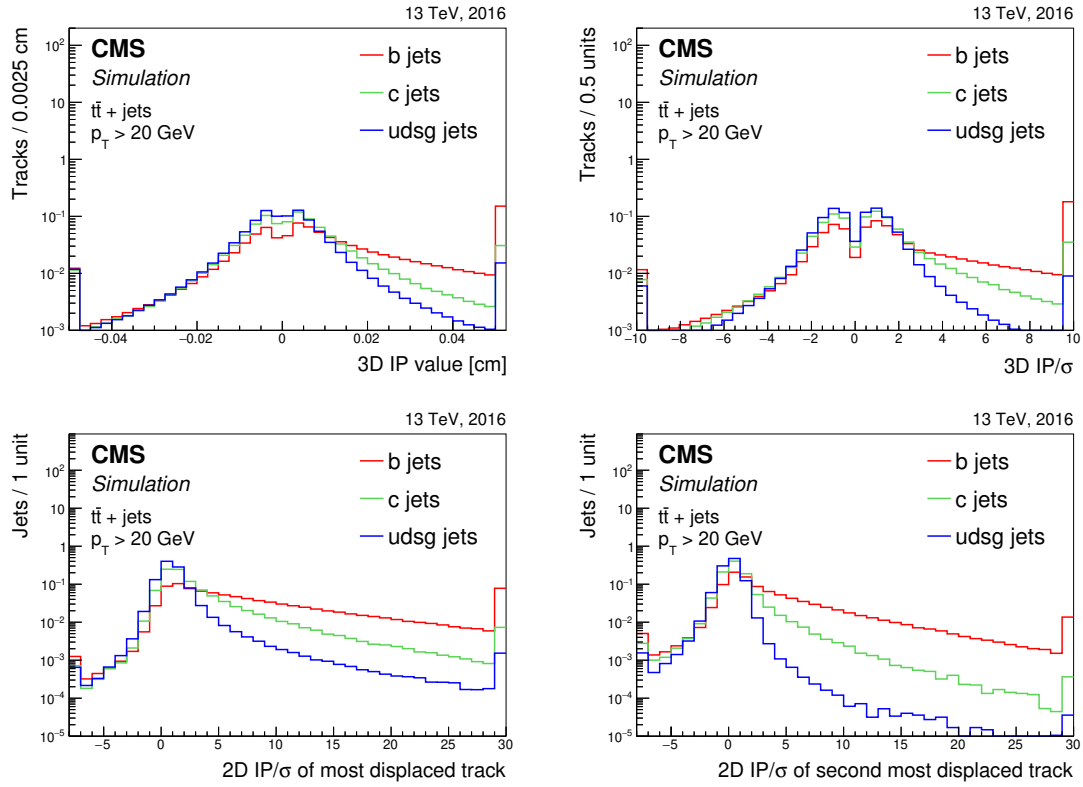 13 TeV, 2016
Tracks / 0.0025 cm
10²
10
1
10⁻¹
10⁻²
10⁻³
CMS
Simulation
tt̄ + jets
p_T > 20 GeV
b jets
c jets
udsg jets
−0.04 −0.02 0 0.02 0.04
3D IP value [cm]
13 TeV, 2016
Tracks / 0.5 units
10²
10
1
10⁻¹
10⁻²
10⁻³
CMS
Simulation
tt̄ + jets
p_T > 20 GeV
b jets
c jets
udsg jets
−10 −8 −6 −4 −2 0 2 4 6 8 10
3D IP/σ
13 TeV, 2016
Jets / 1 unit
10²
10
1
10⁻¹
10⁻²
10⁻³
10⁻⁴
10⁻⁵
CMS
Simulation
tt̄ + jets
p_T > 20 GeV
b jets
c jets
udsg jets
−5 0 5 10 15 20 25 30
2D IP/σ of most displaced track
13 TeV, 2016
Jets / 1 unit
10²
10
1
10⁻¹
10⁻²
10⁻³
10⁻⁴
10⁻⁵
CMS
Simulation
tt̄ + jets
p_T > 20 GeV
b jets
c jets
udsg jets
−5 0 5 10 15 20 25 30
2D IP/σ of second most displaced track